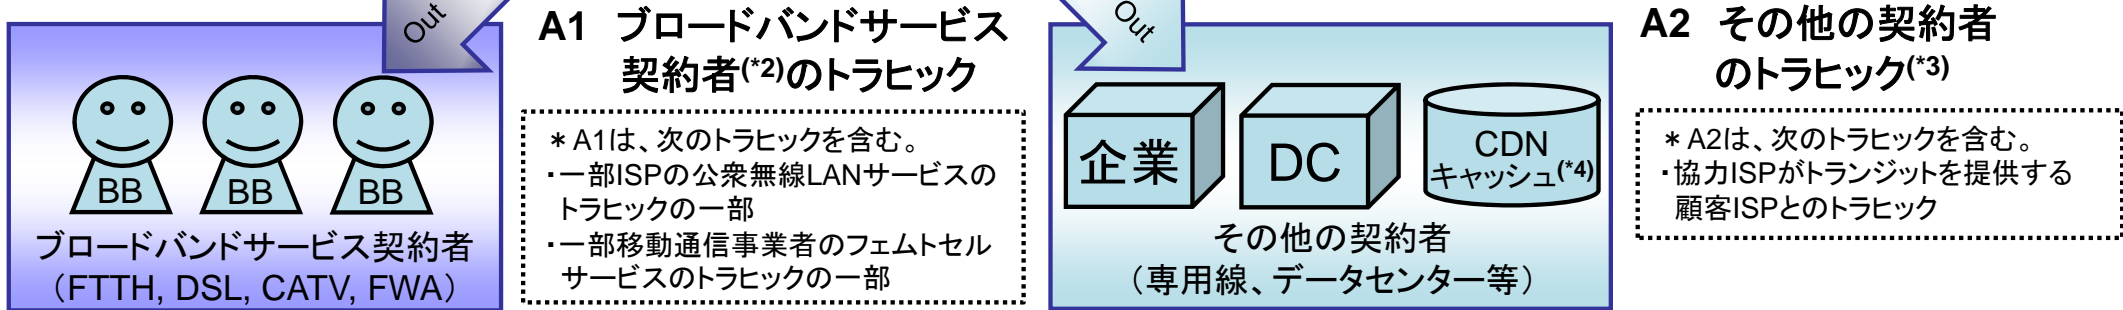 Out
A1 ブロードバンドサービス
契約者(*2)のトラヒック
BB
BB
BB
ブロードバンドサービス契約者
（FTTH, DSL, CATV, FWA）
＊A1は、次のトラヒックを含む。
・一部ISPの公衆無線LANサービスの
トラヒックの一部
・一部移動通信事業者のフェムトセル
サービスのトラヒックの一部
Out
企業
DC
CDN
キャッシュ(*4)
その他の契約者
（専用線、データセンター等）
A2 その他の契約者
のトラヒック(*3)
＊A2は、次のトラヒックを含む。
・協力ISPがトランジットを提供する
顧客ISPとのトラヒック